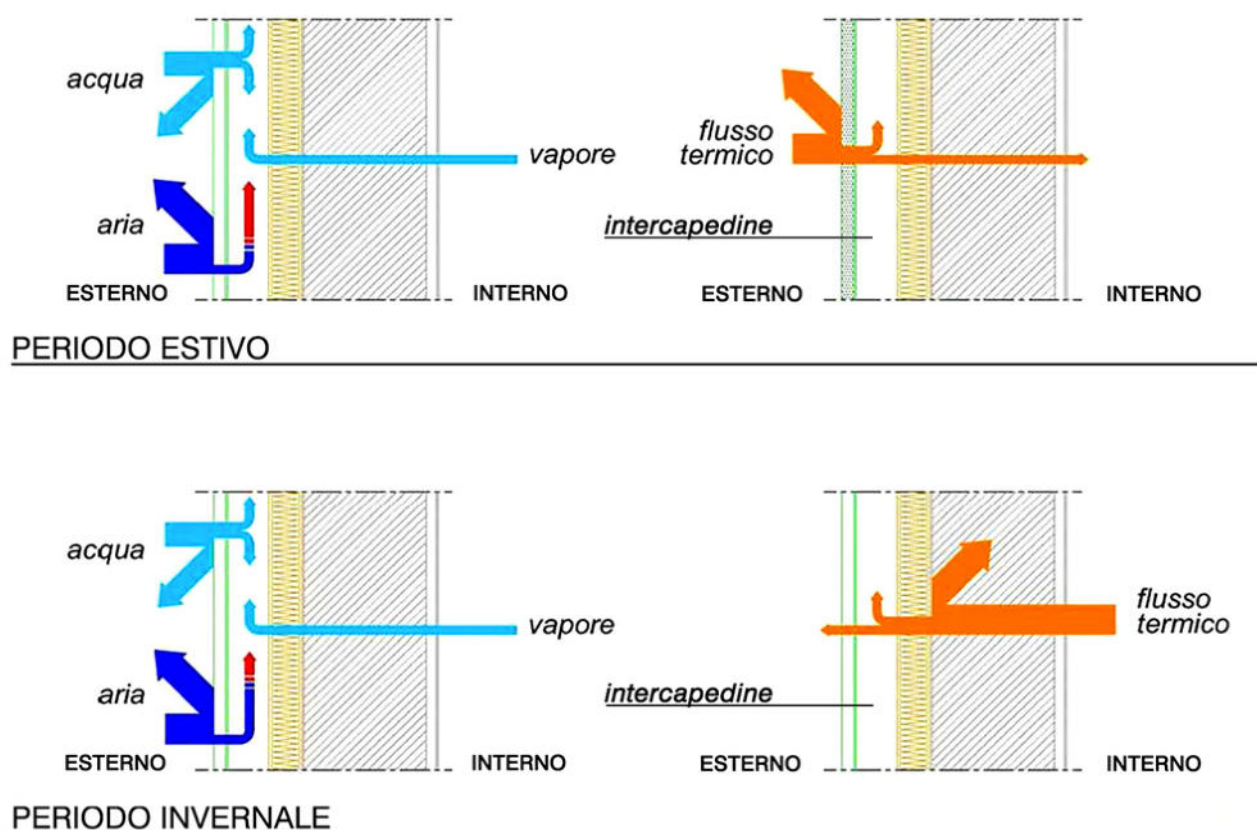 acqua
vapore
aria
ESTERNO
INTERNO
flusso
termico
intercapedine
ESTERNO
INTERNO
PERIODO ESTIVO
acqua
vapore
aria
ESTERNO
INTERNO
flusso
termico
intercapedine
ESTERNO
INTERNO
PERIODO INVERNALE